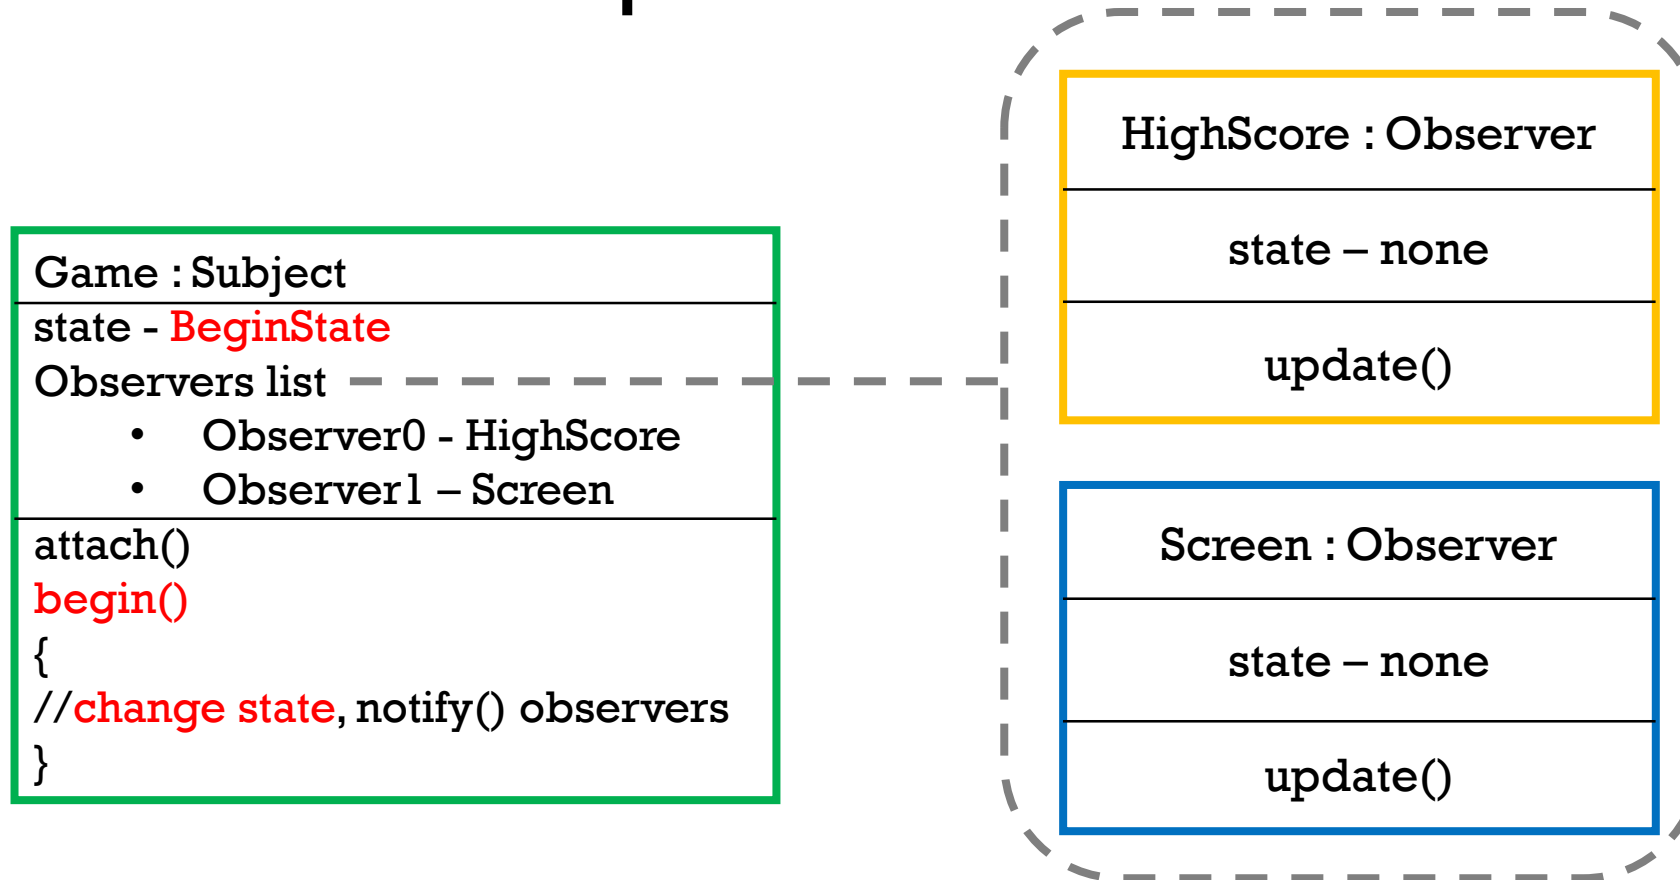 Game : Subject
state - BeginState
Observers list
• Observer0 - HighScore
• Observer1 – Screen
attach()
begin()
{
//change state, notify() observers
}
HighScore : Observer
state – none
update()
Screen : Observer
state – none
update()